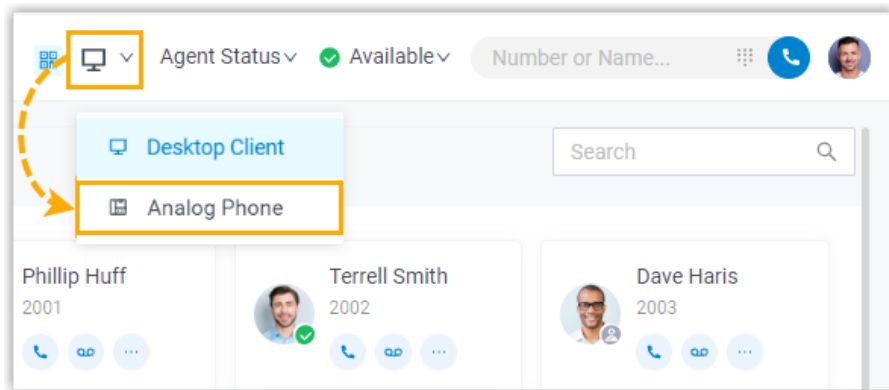 Agent Status Available Number or Name...
Desktop Client
Search
Analog Phone
Phillip Huff
2001
Terrell Smith
2002
Dave Haris
2003